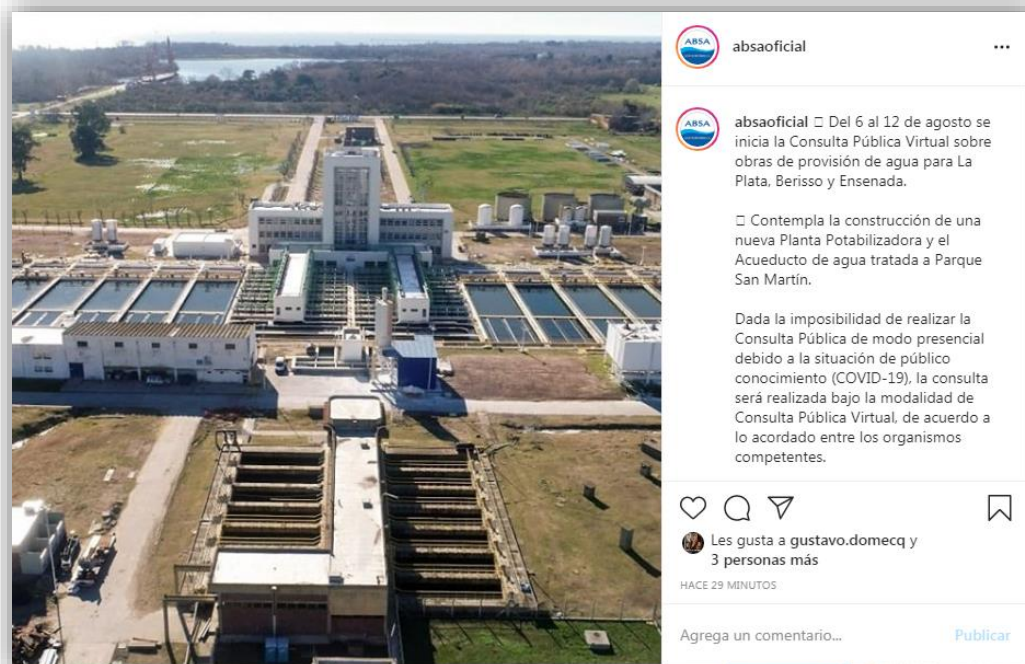 ABSA
absaoficial
ABSA
absaoficial □ Del 6 al 12 de agosto se
inicia la Consulta Pública Virtual sobre
obras de provisión de agua para La
Plata, Berisso y Ensenada.
□ Contempla la construcción de una
nueva Planta Potabilizadora y el
Acueducto de agua tratada a Parque
San Martín.
Dada la imposibilidad de realizar la
Consulta Pública de modo presencial
debido a la situación de público
conocimiento (COVID-19), la consulta
será realizada bajo la modalidad de
Consulta Pública Virtual, de acuerdo a
lo acordado entre los organismos
competentes.
Les gusta a gustavo.domecq y
3 personas más
HACE 29 MINUTOS
Agrega un comentario... Publicar